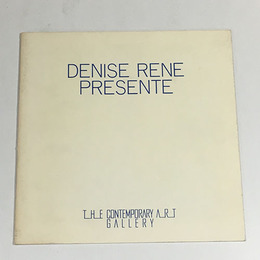 DENISE RENE
PRESENTE
THE CONTEMPORARY ART
GALLERY